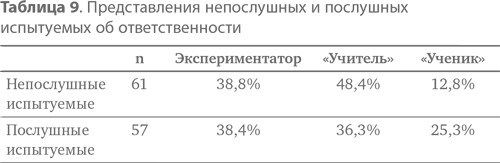 Таблица 9. Представления непослушных и послушных
испытуемых об ответственности
n Экспериментатор «Учитель» «Ученик»
Непослушные 61 38,8% 48,4% 12,8%
испытуемые
Послушные 57 38,4% 36,3% 25,3%
испытуемые